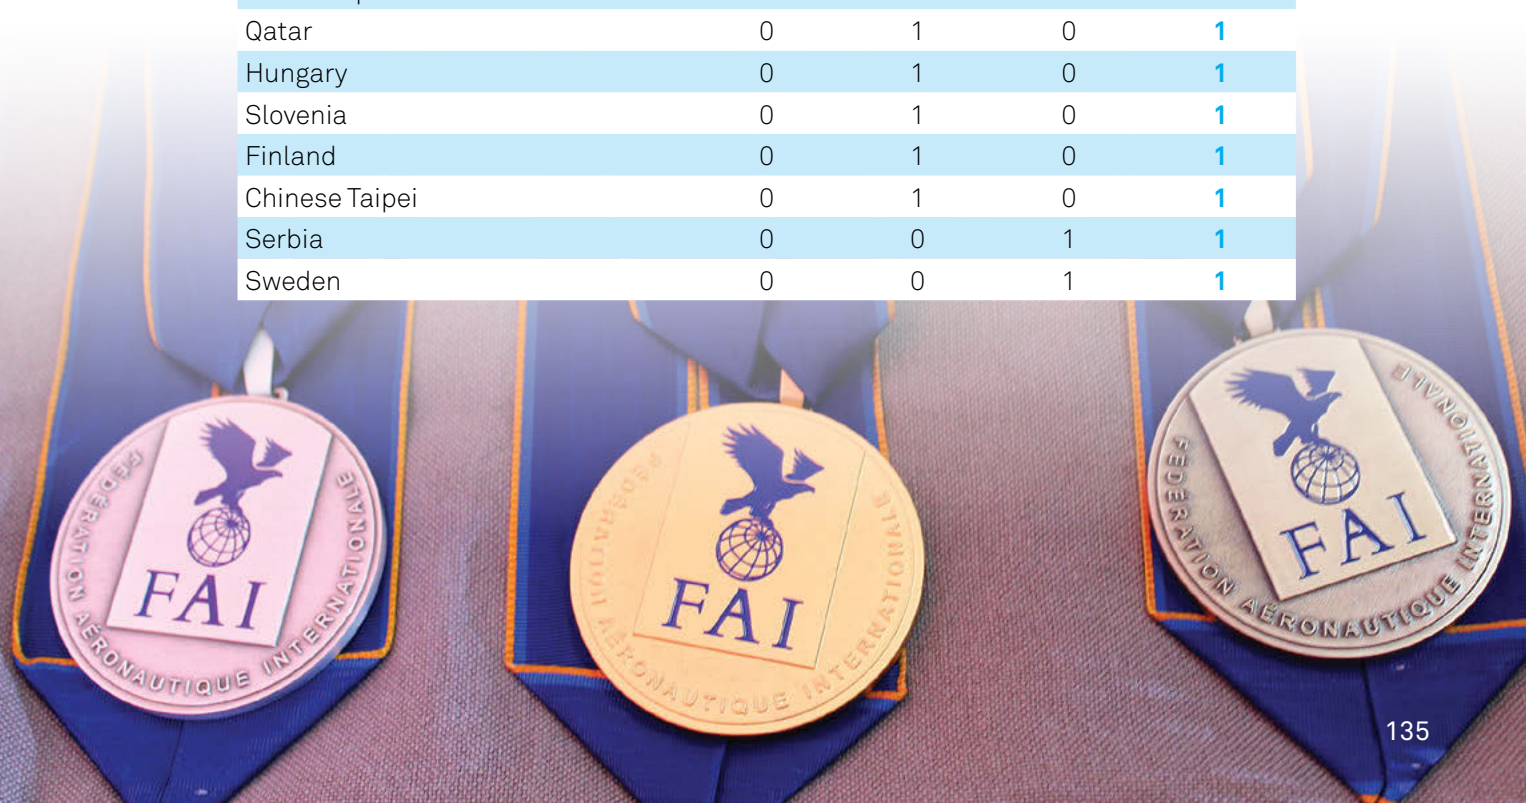 Qatar 0 1 0 1
Hungary 0 1 0 1
Slovenia 0 1 0 1
Finland 0 1 0 1
Chinese Taipei 0 1 0 1
Serbia 0 0 1 1
Sweden 0 0 1 1
FAI
FÉDÉRATION AÉRONAUTIQUE INTERNATIONALE
FAI
FÉDÉRATION AÉRONAUTIQUE INTERNATIONALE
FAI
FÉDÉRATION AÉRONAUTIQUE INTERNATIONALE
135